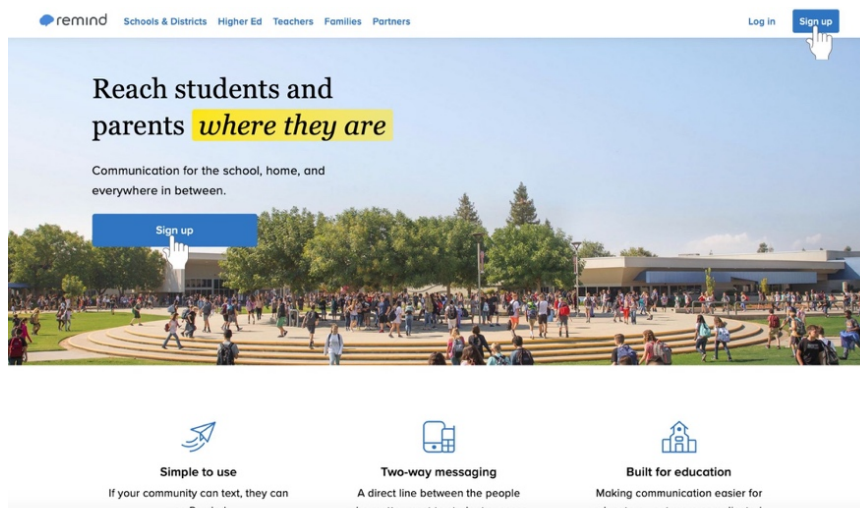 remind Schools & Districts Higher Ed Teachers Families Partners Log in Sign up
Reach students and
parents where they are
Communication for the school, home, and
everywhere in between.
Sign up
Simple to use Two-way messaging Built for education
If your community can text, they can A direct line between the people Making communication easier for